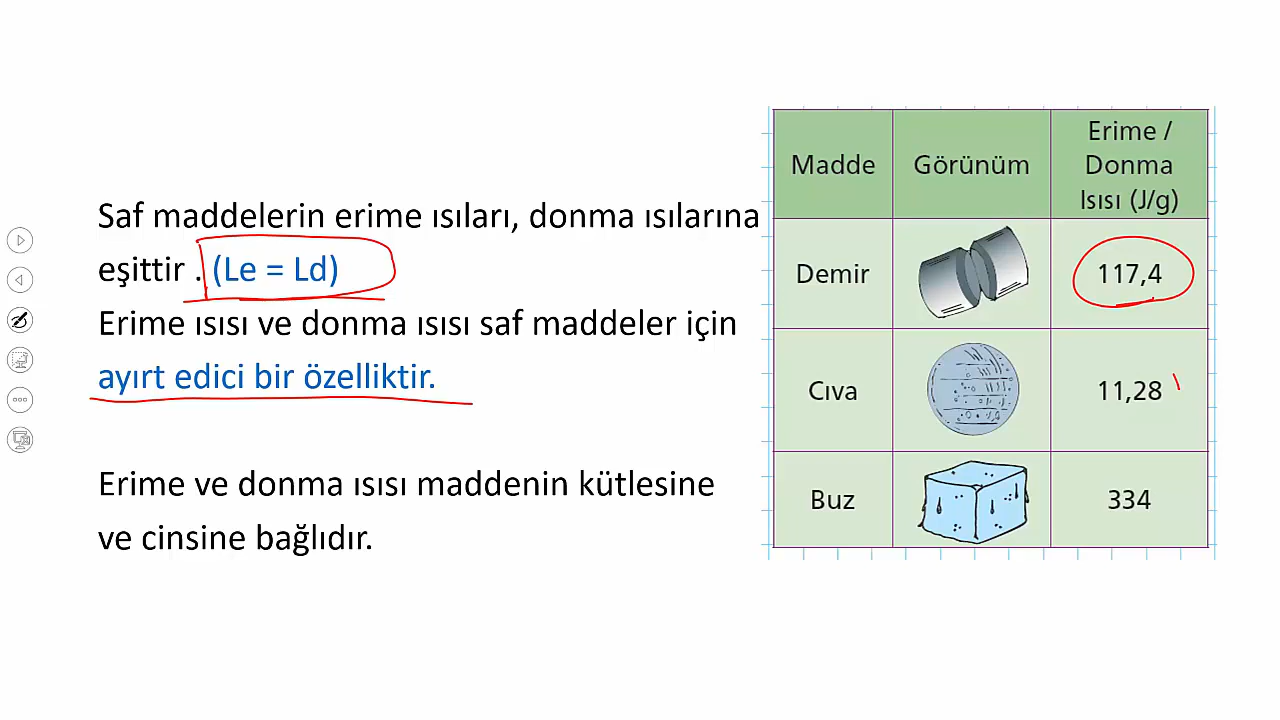 Saf maddelerin erime ısıları, donma ısılarına
eşittir . (Le = Ld)
Erime ısısı ve donma ısısı saf maddeler için
ayırt edici bir özelliktir.
Erime ve donma ısısı maddenin kütlesine
ve cinsine bağlıdır.
Madde Görünüm Erime /
Donma
Isısı (J/g)
Demir 117,4
Cıva 11,28
Buz 334